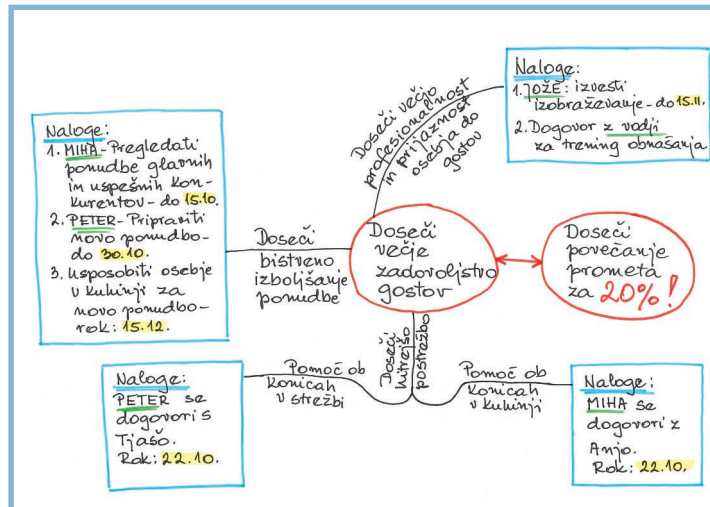 Naloge:
1. MIHA - Pregledati
ponudbe glavnih
in uspešnih kon-
kurentov - do 15.10.
2. PETER - Pripraviti
novo ponudbo -
do 30.10.
3. Usposobiti osebje
v kuhinji za
novo ponudbo -
rok: 15.12.
Doseči
bistveno
izboljšanje
ponudbe
Doseči večjo
profesionalnost
in prijaznost
osebja do
gostov
Naloge:
1. JOŽE: izvesti
izobraževanje - do 15.11.
2. Dogovor z vodji
za trening obnašanja
Doseči
večje
zadovoljstvo
gostov
Doseči
povečanje
prometa
za 20%!
Doseči
hitrejšo
postrežbo
Pomoč ob
konicah
v strežbi
Naloge:
PETER se
dogovori s
Tjašo.
Rok: 22.10.
Pomoč ob
konicah
v kuhinji
Naloge:
MIHA se
dogovori z
Anjo.
Rok: 22.10.